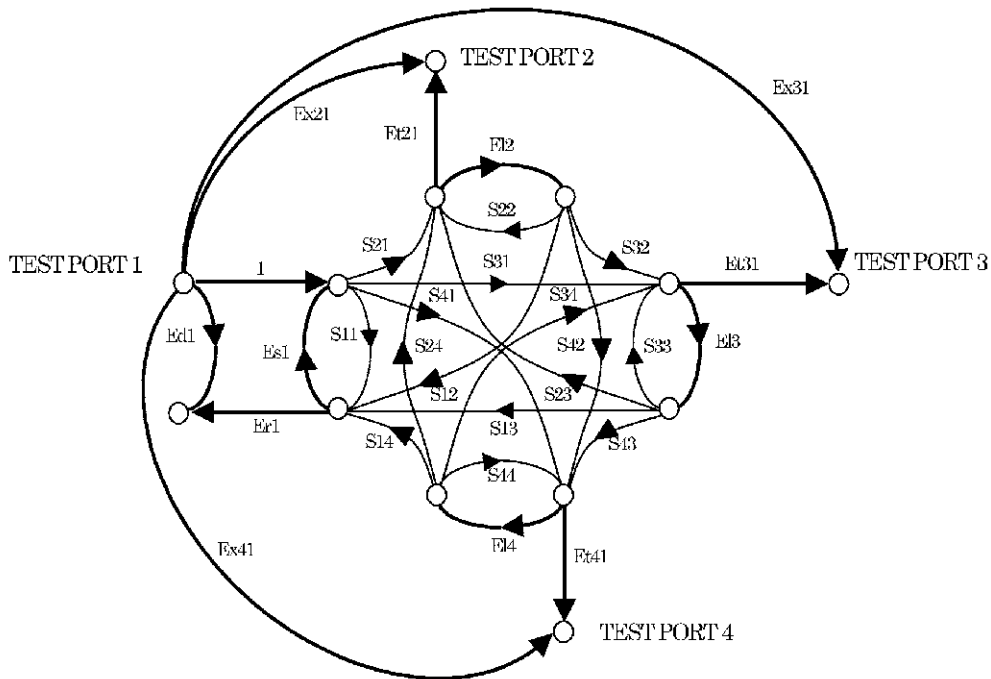 TEST PORT 2
Ex31
Ex21
Et21
El2
S22
S21
S32
TEST PORT 1
1
S31
Et31
TEST PORT 3
S41
S34
Ed1
Es1
S11
S24
S42
S33
El3
S12
S23
Er1
S14
S13
S43
S44
El4
Ex41
Et41
TEST PORT 4